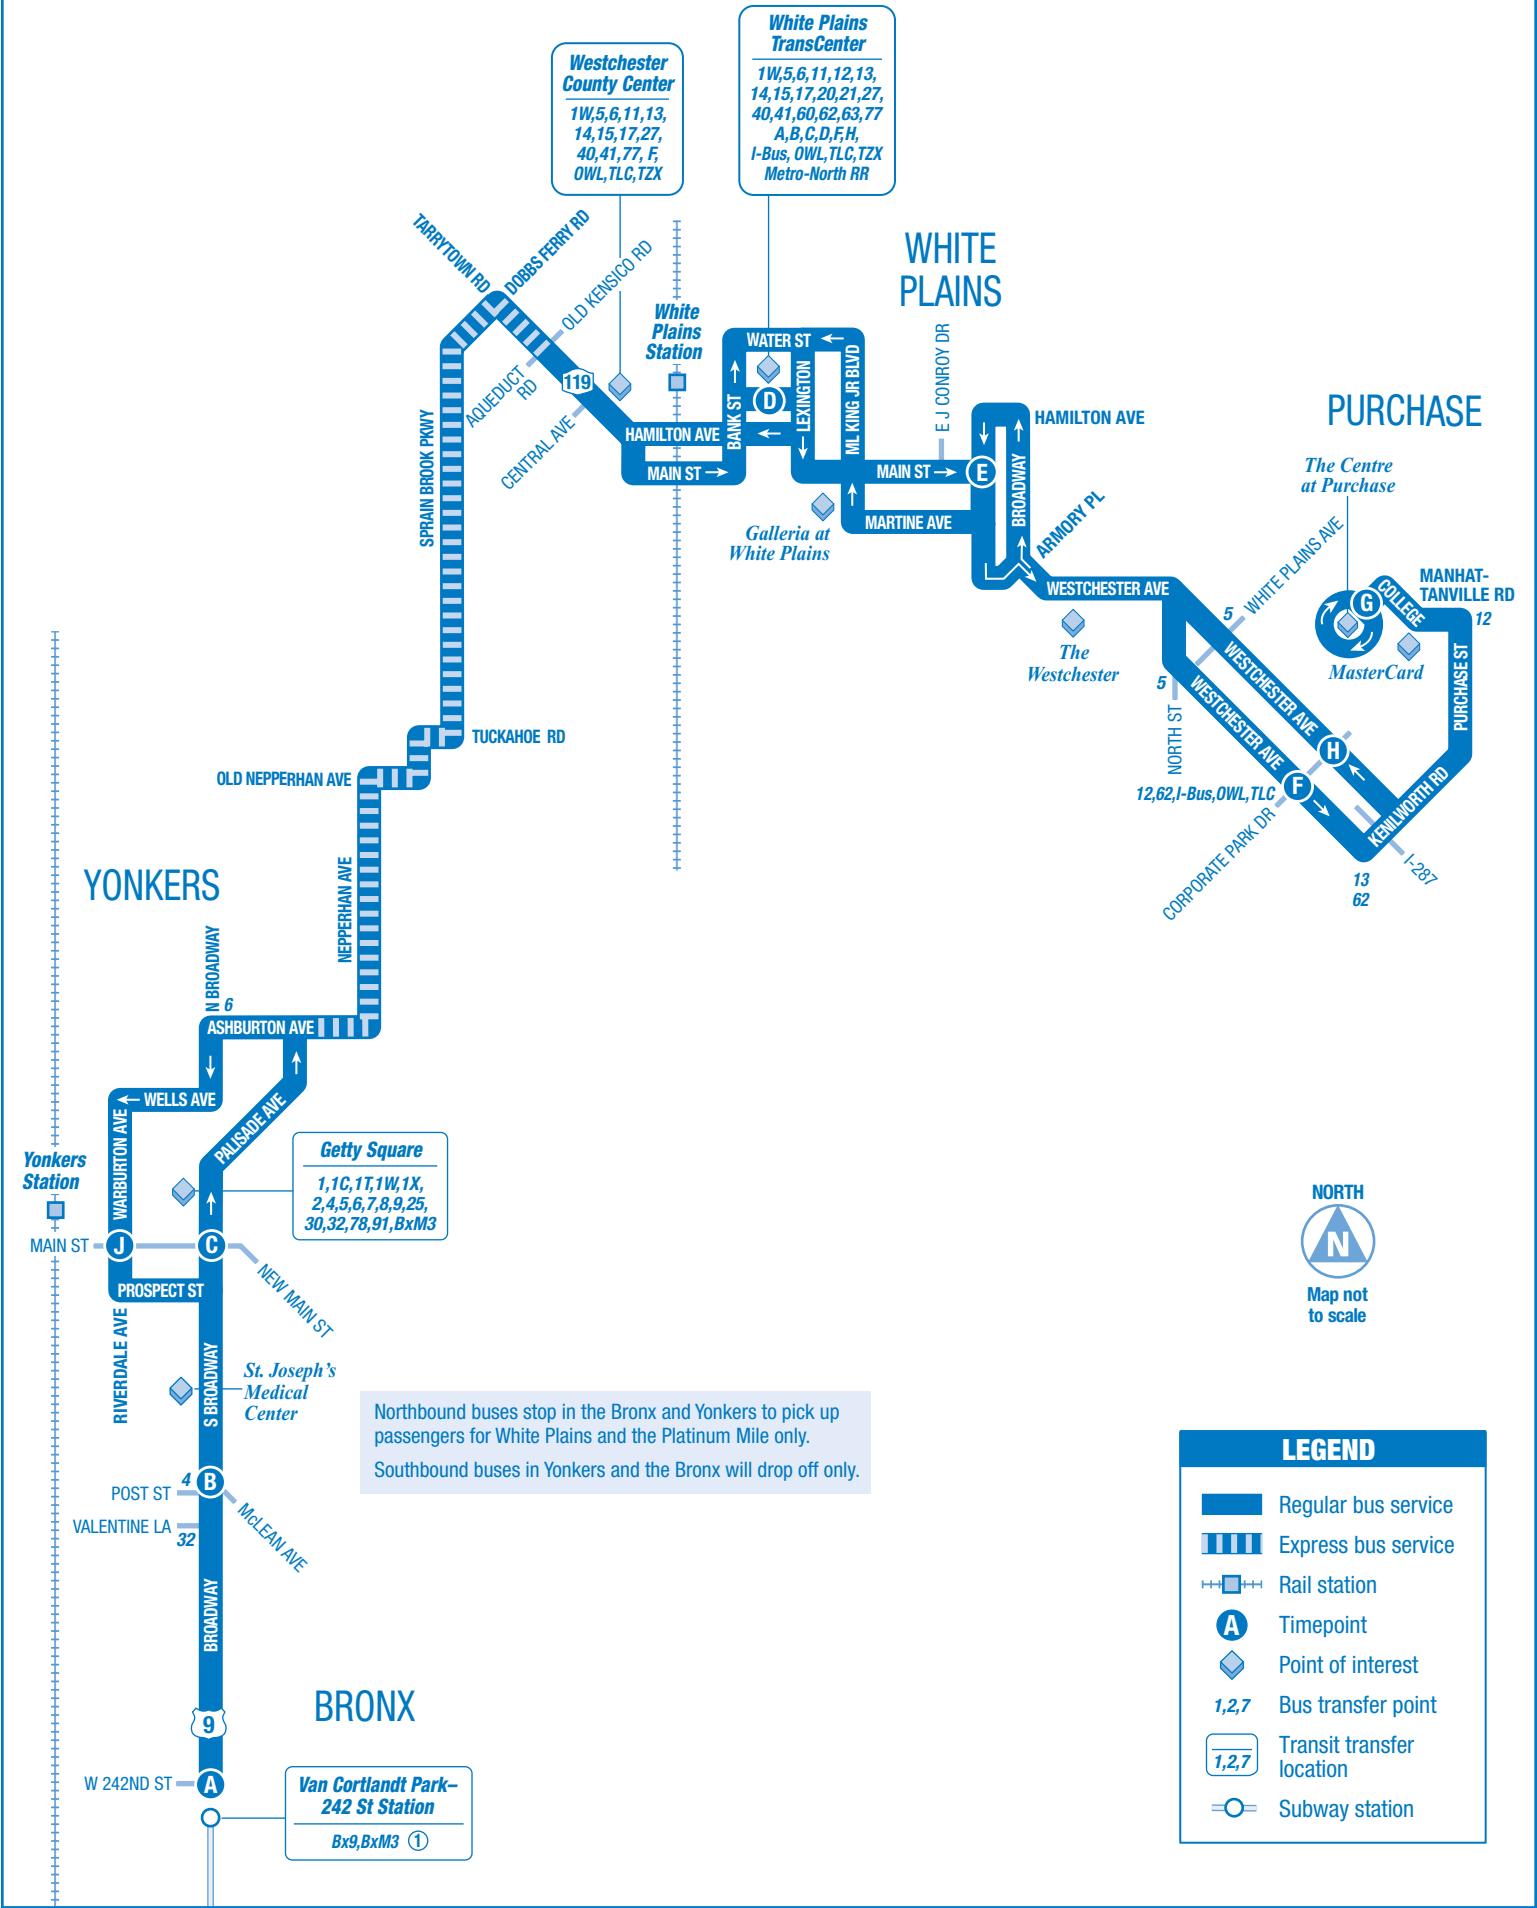 White Plains
TransCenter
1W,5,6,11,12,13,
14,15,17,20,21,27,
40,41,60,62,63,77
A,B,C,D,F,H,
I-Bus, OWL,TLC,TZX
Metro-North RR
Westchester
County Center
1W,5,6,11,13,
14,15,17,27,
40,41,77, F,
OWL,TLC,TZX
TARRYTOWN RD
DOBBS FERRY RD
OLD KENSICO RD
WHITE
PLAINS
White
Plains
Station
WATER ST
LEXINGTON
ML KING JR BLVD
E J CONROY DR
119
AQUEDUCT
RD
CENTRAL AVE
D
BANK ST
HAMILTON AVE
MAIN ST
MAIN ST
E
HAMILTON AVE
BROADWAY
ARMORY PL
MARTINE AVE
Galleria at
White Plains
PURCHASE
The Centre
at Purchase
WHITE PLAINS AVE
5
WESTCHESTER AVE
The
Westchester
G
COLLEGE
MANHAT-
TANVILLE RD
12
MasterCard
PURCHASE ST
WESTCHESTER AVE
WESTCHESTER AVE
5
NORTH ST
H
F
12,62,I-Bus,OWL,TLC
CORPORATE PARK DR
KENILWORTH RD
I-287
13
62
SPRAIN BROOK PKWY
TUCKAHOE RD
OLD NEPPERHAN AVE
NEPPERHAN AVE
YONKERS
N BROADWAY
6
ASHBURTON AVE
WELLS AVE
WARBURTON AVE
PALISADE AVE
Getty Square
1,1C,1T,1W,1X,
2,4,5,6,7,8,9,25,
30,32,78,91,BxM3
Yonkers
Station
MAIN ST
J
C
NEW MAIN ST
PROSPECT ST
RIVERDALE AVE
S BROADWAY
St. Joseph’s
Medical
Center
Northbound buses stop in the Bronx and Yonkers to pick up
passengers for White Plains and the Platinum Mile only.
Southbound buses in Yonkers and the Bronx will drop off only.
4
B
POST ST
VALENTINE LA
32
McLEAN AVE
BROADWAY
BRONX
9
W 242ND ST
A
Van Cortlandt Park–
242 St Station
Bx9,BxM3 1
NORTH
N
Map not
to scale
LEGEND
Regular bus service
Express bus service
Rail station
A
Timepoint
Point of interest
1,2,7
Bus transfer point
1,2,7
Transit transfer
location
Subway station